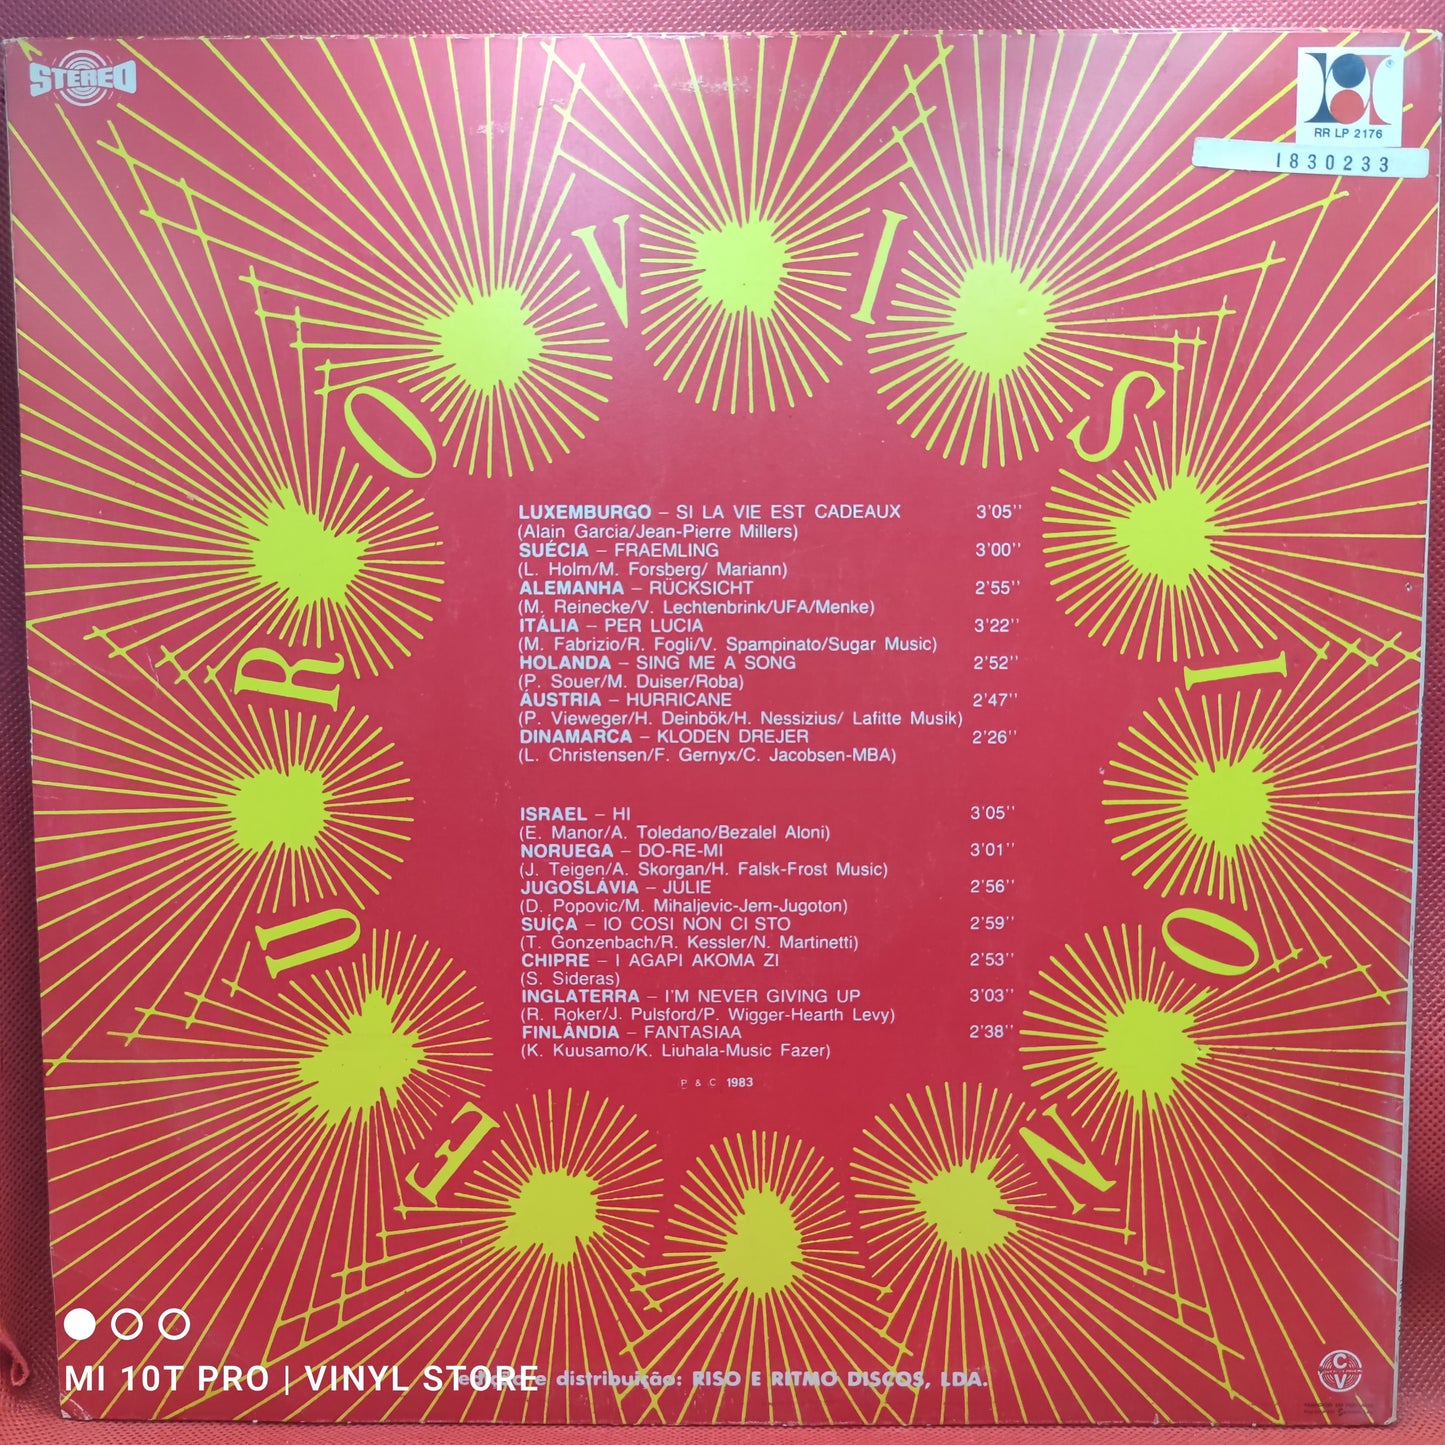 STEREO
RR LP 2176
1830233
EUROVISION
LUXEMBURGO – SI LA VIE EST CADEAUX 3'05''
(Alain Garcia/Jean-Pierre Millers)
SUÉCIA – FRAEMLING 3'00''
(L. Holm/M. Forsberg/ Mariann)
ALEMANHA – RÜCKSICHT 2'55''
(M. Reinecke/V. Lechtenbrink/UFA/Menke)
ITÁLIA – PER LUCIA 3'22''
(M. Fabrizio/R. Fogli/V. Spampinato/Sugar Music)
HOLANDA – SING ME A SONG 2'52''
(P. Souer/M. Duiser/Roba)
ÁUSTRIA – HURRICANE 2'47''
(P. Vieweger/H. Deinbök/H. Nessizius/ Lafitte Musik)
DINAMARCA – KLODEN DREJER 2'26''
(L. Christensen/F. Gernyx/C. Jacobsen-MBA)
ISRAEL – HI 3'05''
(E. Manor/A. Toledano/Bezalel Aloni)
NORUEGA – DO-RE-MI 3'01''
(J. Teigen/A. Skorgan/H. Falsk-Frost Music)
JUGOSLÁVIA – JULIE 2'56''
(D. Popovic/M. Mihaljevic-Jem-Jugoton)
SUÍÇA – IO COSI NON CI STO 2'59''
(T. Gonzenbach/R. Kessler/N. Martinetti)
CHIPRE – I AGAPI AKOMA ZI 2'53''
(S. Sideras)
INGLATERRA – I'M NEVER GIVING UP 3'03''
(R. Roker/J. Pulsford/P. Wigger-Hearth Levy)
FINLÂNDIA – FANTASIAA 2'38''
(K. Kuusamo/K. Liuhala-Music Fazer)
P & C 1983
MI 10T PRO | VINYL STORE
e distribuição: RISO E RITMO DISCOS, LDA.
C V